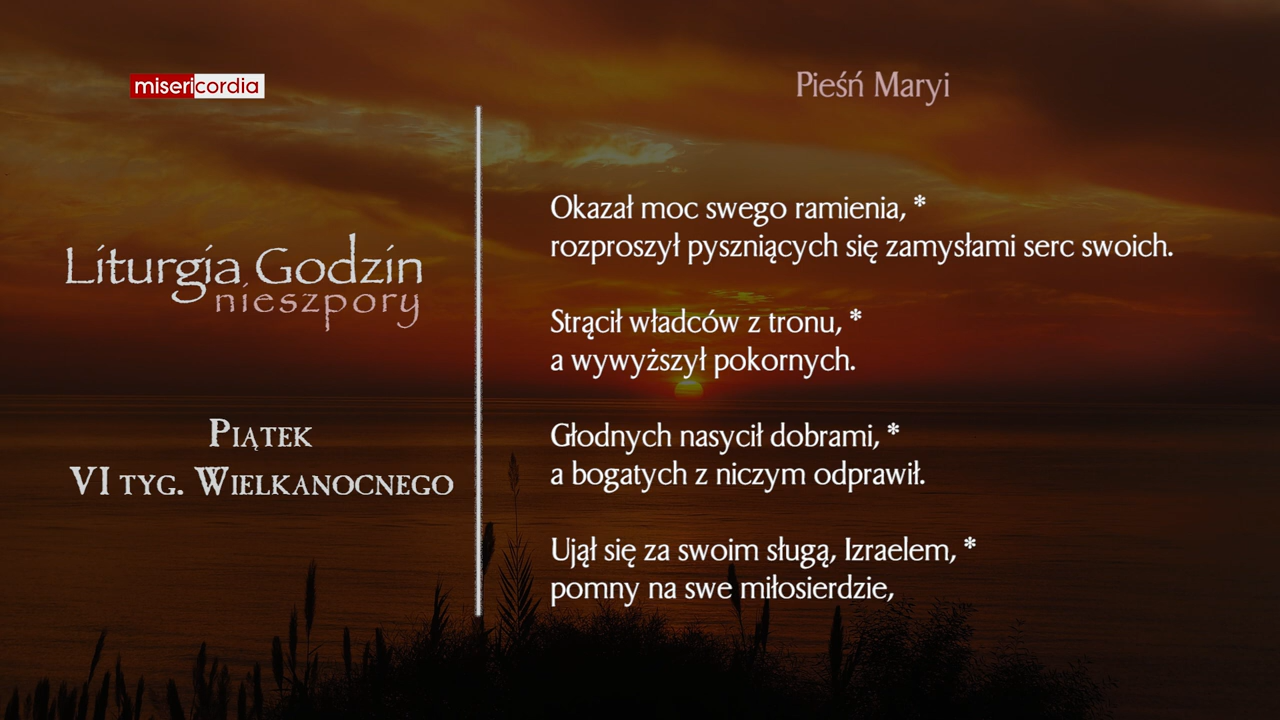 misericordia
Liturgia Godzin
nieszpory
Piątek
VI tyg. Wielkanocnego
Pieśń Maryi
Okazał moc swego ramienia, *
rozproszył pyszniących się zamysłami serc swoich.
Strącił władców z tronu, *
a wywyższył pokornych.
Głodnych nasycił dobrami, *
a bogatych z niczym odprawił.
Ujął się za swoim sługą, Izraelem, *
pomny na swe miłosierdzie,